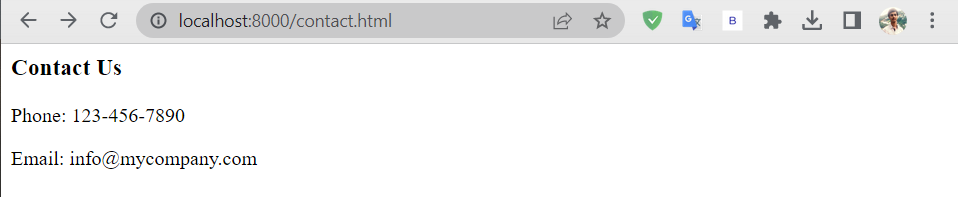 localhost:8000/contact.html
B
Contact Us
Phone: 123-456-7890
Email: info@mycompany.com